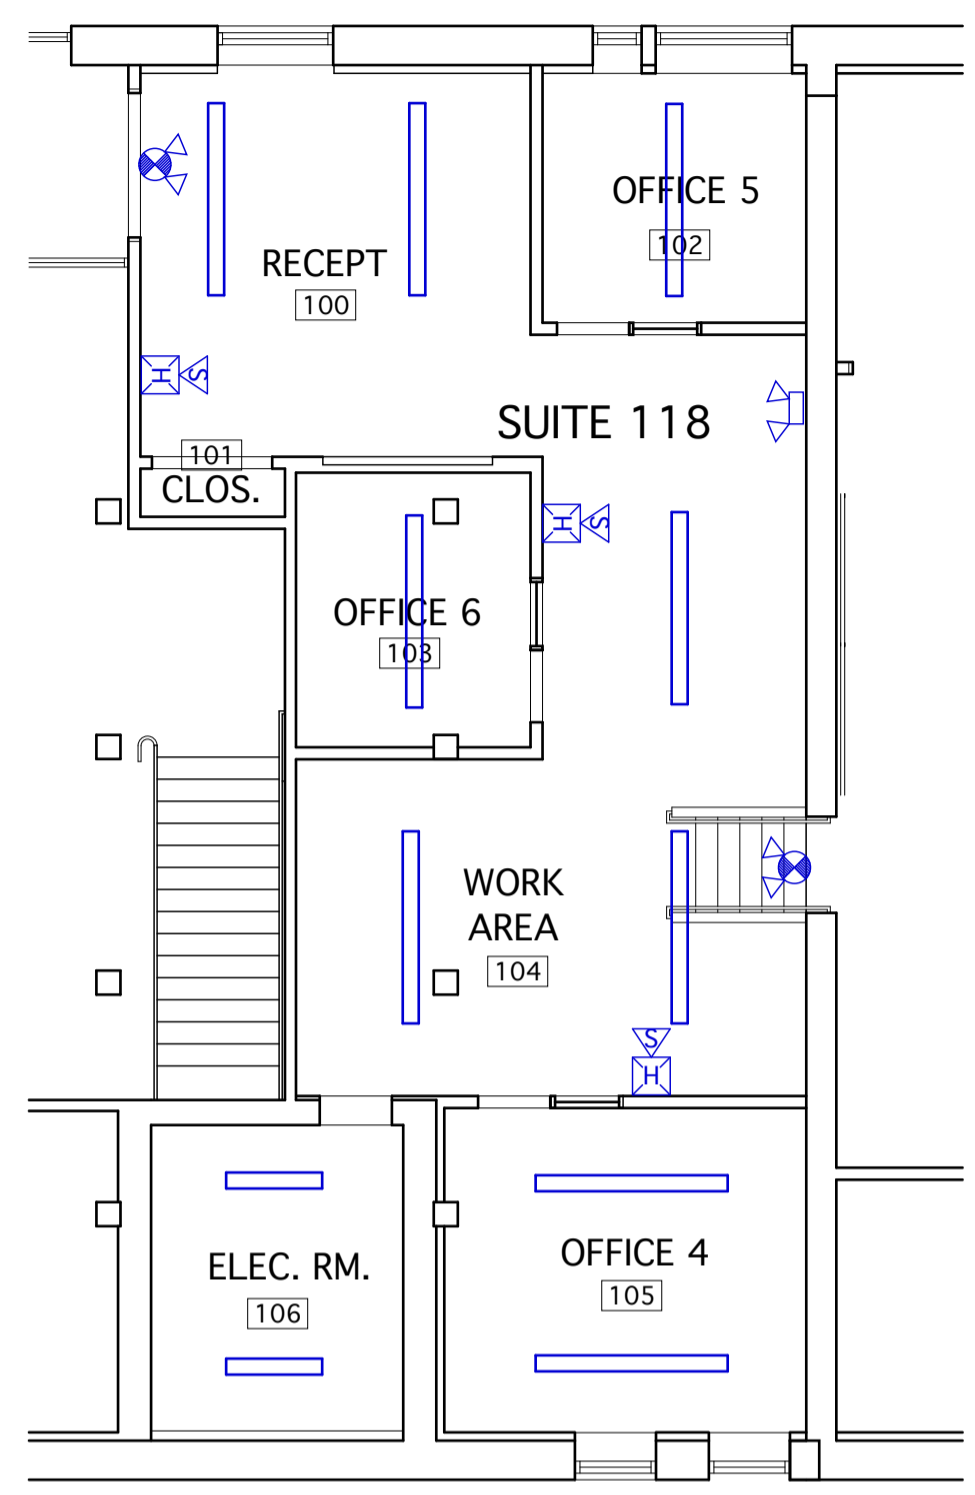 OFFICE 5
102
RECEPT
100
H S
SUITE 118
101
CLOS.
H S
OFFICE 6
103
WORK
AREA
104
S
H
OFFICE 4
105
ELEC. RM.
106